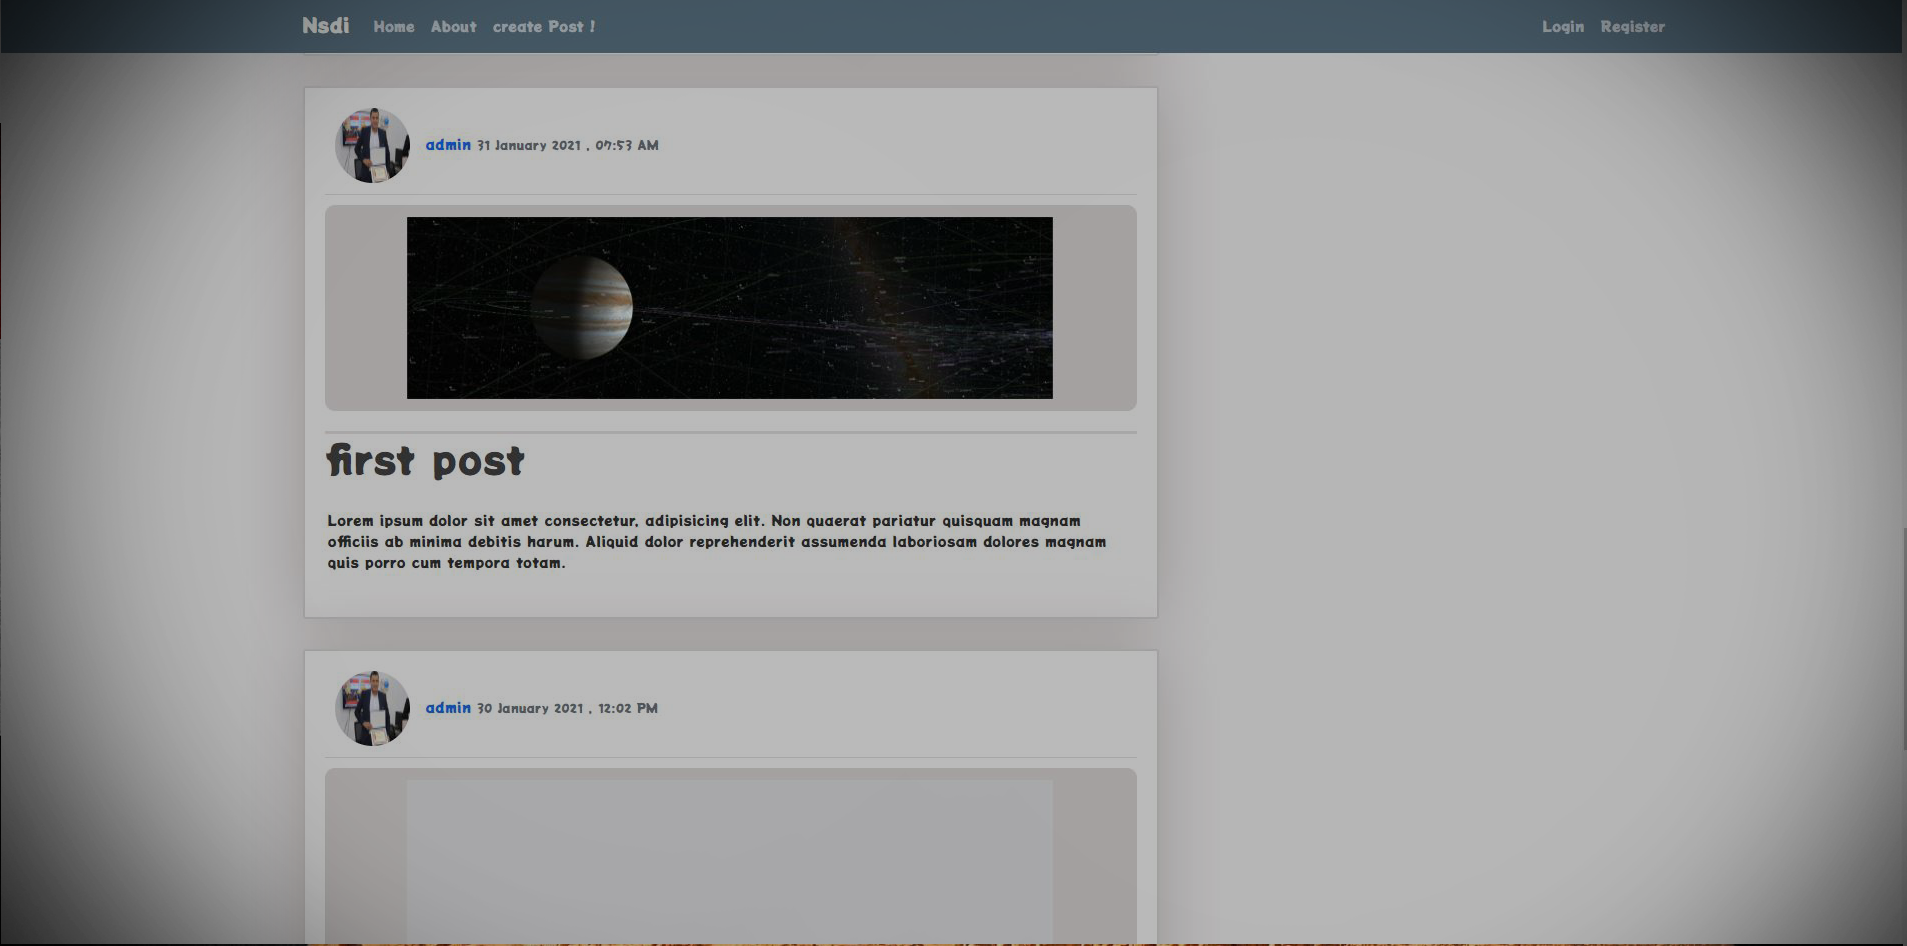 Nsdi Home About create Post ! Login Register
admin 31 January 2021 , 07:53 AM
first post
Lorem ipsum dolor sit amet consectetur, adipisicing elit. Non quaerat pariatur quisquam magnam
officiis ab minima debitis harum. Aliquid dolor reprehenderit assumenda laboriosam dolores magnam
quis porro cum tempora totam.
admin 30 January 2021 , 12:02 PM